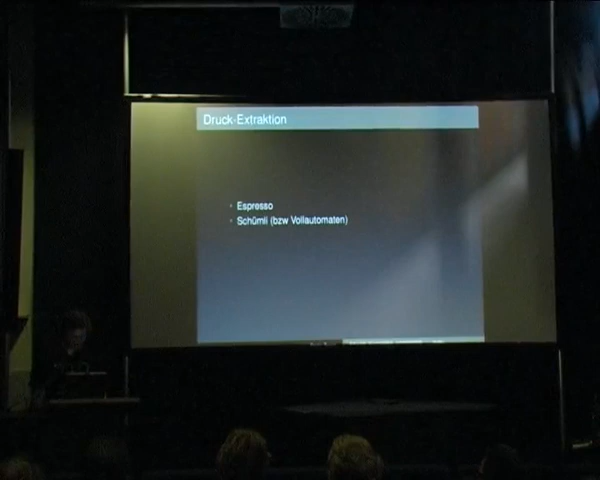 Druck-Extraktion
Espresso
Schümli (bzw Vollautomaten)